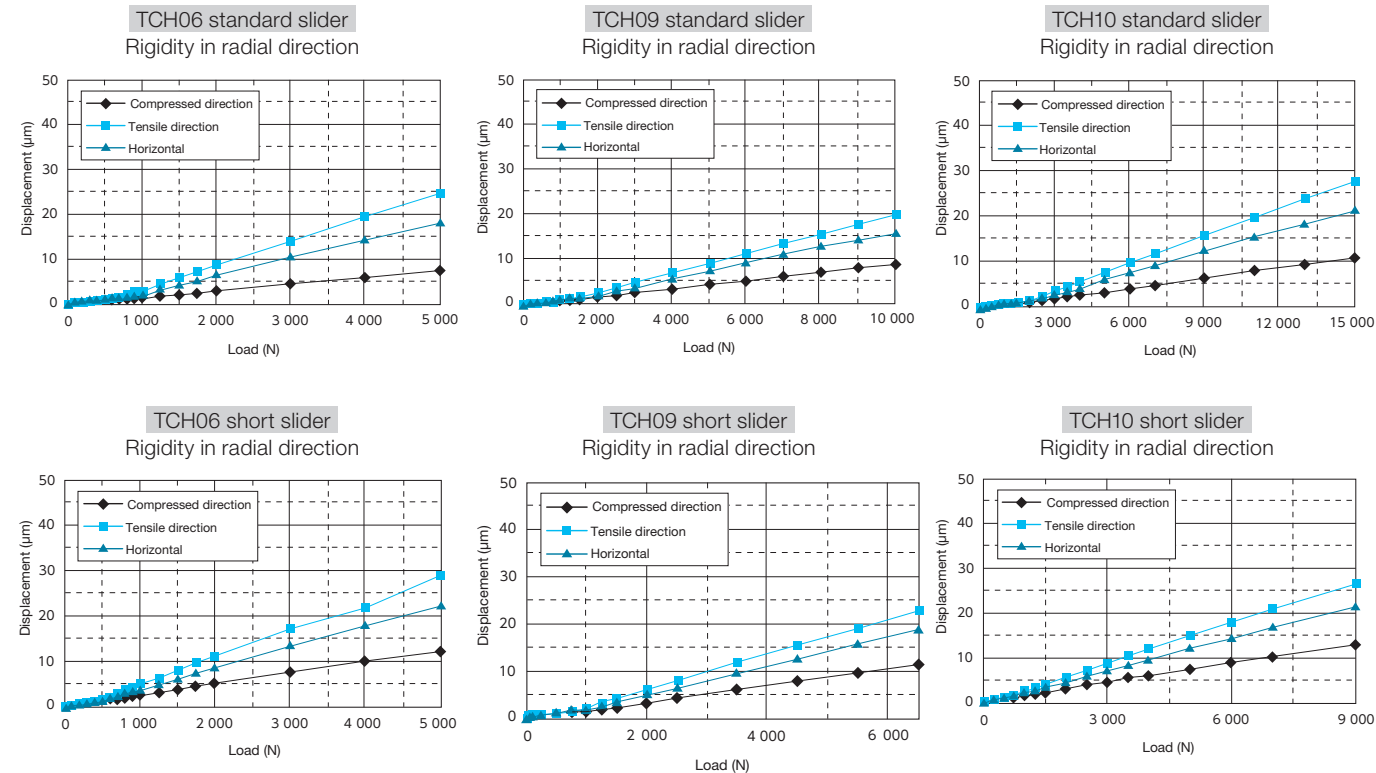 TCH06 standard slider
Rigidity in radial direction
50
40
30
20
10
0
Displacement (µm)
Compressed direction
Tensile direction
Horizontal
0 1 000 2 000 3 000 4 000 5 000
Load (N)
TCH09 standard slider
Rigidity in radial direction
50
40
30
20
10
0
Displacement (µm)
Compressed direction
Tensile direction
Horizontal
0 2 000 4 000 6 000 8 000 10 000
Load (N)
TCH10 standard slider
Rigidity in radial direction
50
40
30
20
10
0
Displacement (µm)
Compressed direction
Tensile direction
Horizontal
0 3 000 6 000 9 000 12 000 15 000
Load (N)
TCH06 short slider
Rigidity in radial direction
50
40
30
20
10
0
Displacement (µm)
Compressed direction
Tensile direction
Horizontal
0 1 000 2 000 3 000 4 000 5 000
Load (N)
TCH09 short slider
Rigidity in radial direction
50
40
30
20
10
0
Displacement (µm)
Compressed direction
Tensile direction
Horizontal
0 2 000 4 000 6 000
Load (N)
TCH10 short slider
Rigidity in radial direction
50
40
30
20
10
0
Displacement (µm)
Compressed direction
Tensile direction
Horizontal
0 3 000 6 000 9 000
Load (N)